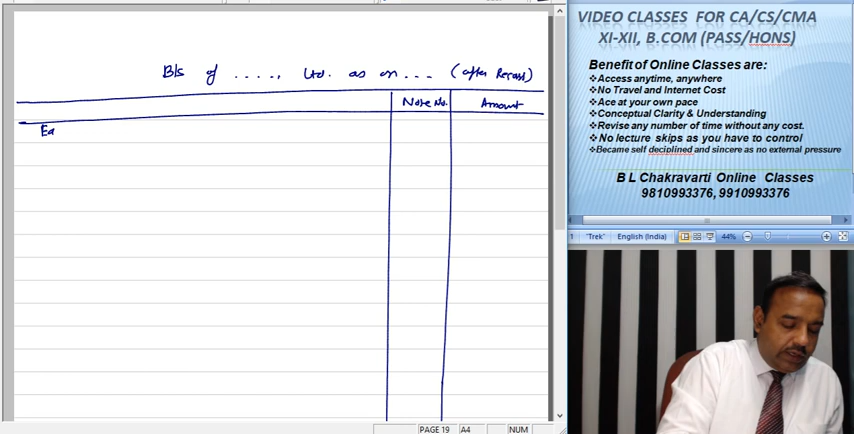 B/s of ...., Ltd. as on ... (after Reconst)
Note No.
Amount
Eq
VIDEO CLASSES FOR CA/CS/CMA
XI-XII, B.COM (PASS/HONS)
Benefit of Online Classes are:
❖Access anytime, anywhere
❖No Travel and Internet Cost
❖Ace at your own pace
❖Conceptual Clarity & Understanding
❖Revise any number of time without any cost.
❖No lecture skips as you have to control
❖Became self deciplined and sincere as no external pressure
B L Chakravarti Online Classes
9810993376, 9910993376
1 "Trek" English (India) 44%
PAGE 19 A4 NUM